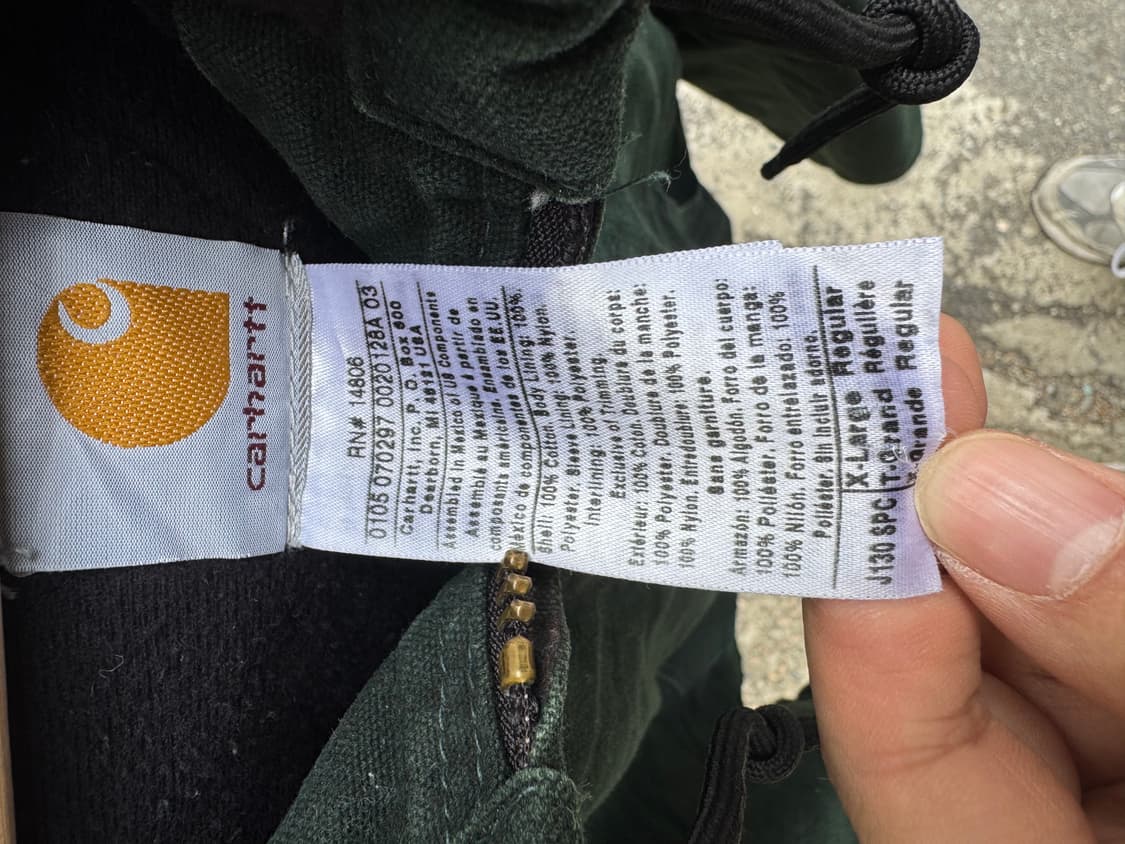 carhartt
RN# 14806
0105 070297 0020128A 03
Carhartt, Inc. P. O. Box 600
Dearborn, MI 48121 USA
Assembled in Mexico of US Components
Assemblé au Mexique à partir de
composants américains. Ensamblado en
Mexico de componentes de los EE.UU.
Shell: 100% Cotton. Body Lining: 100%
Polyester. Sleeve Lining: 100% Nylon.
Interlining: 100% Polyester.
Exclusive of Trimming.
Extérieur: 100% Coton. Doublure du corps:
100% Polyester. Doublure de la manche:
100% Nylon. Entredublure: 100% Polyester.
Sans garniture.
Armazón: 100% Algodón. Forro del cuerpo:
100% Poliéster. Forro de la manga:
100% Nilón. Forro entrelazado: 100%
Poliéster. Sin incluir adorno.
X-Large Regular
J130 SPC T-Grand Régulière
X-Grande Regular